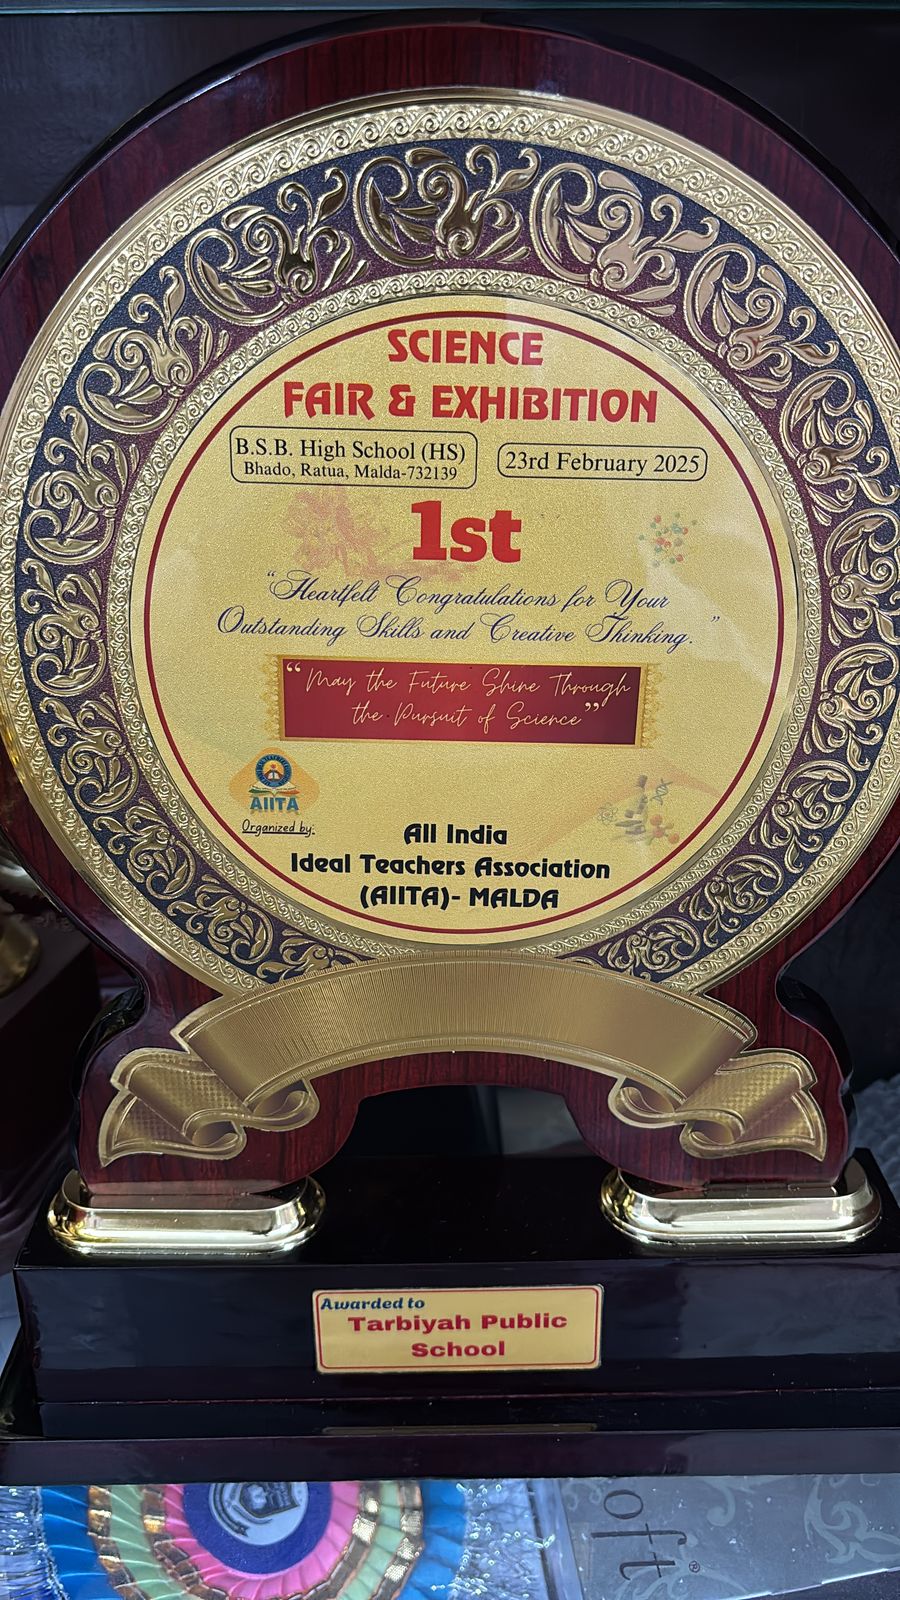 SCIENCE
FAIR & EXHIBITION
B.S.B. High School (HS)
Bhado, Ratua, Malda-732139
23rd February 2025
1st
“Heartfelt Congratulations for Your
Outstanding Skills and Creative Thinking.”
“May the Future Shine Through
the Pursuit of Science”
AIITA
Organized by:
All India
Ideal Teachers Association
(AIITA)- MALDA
Awarded to
Tarbiyah Public
School
oft®